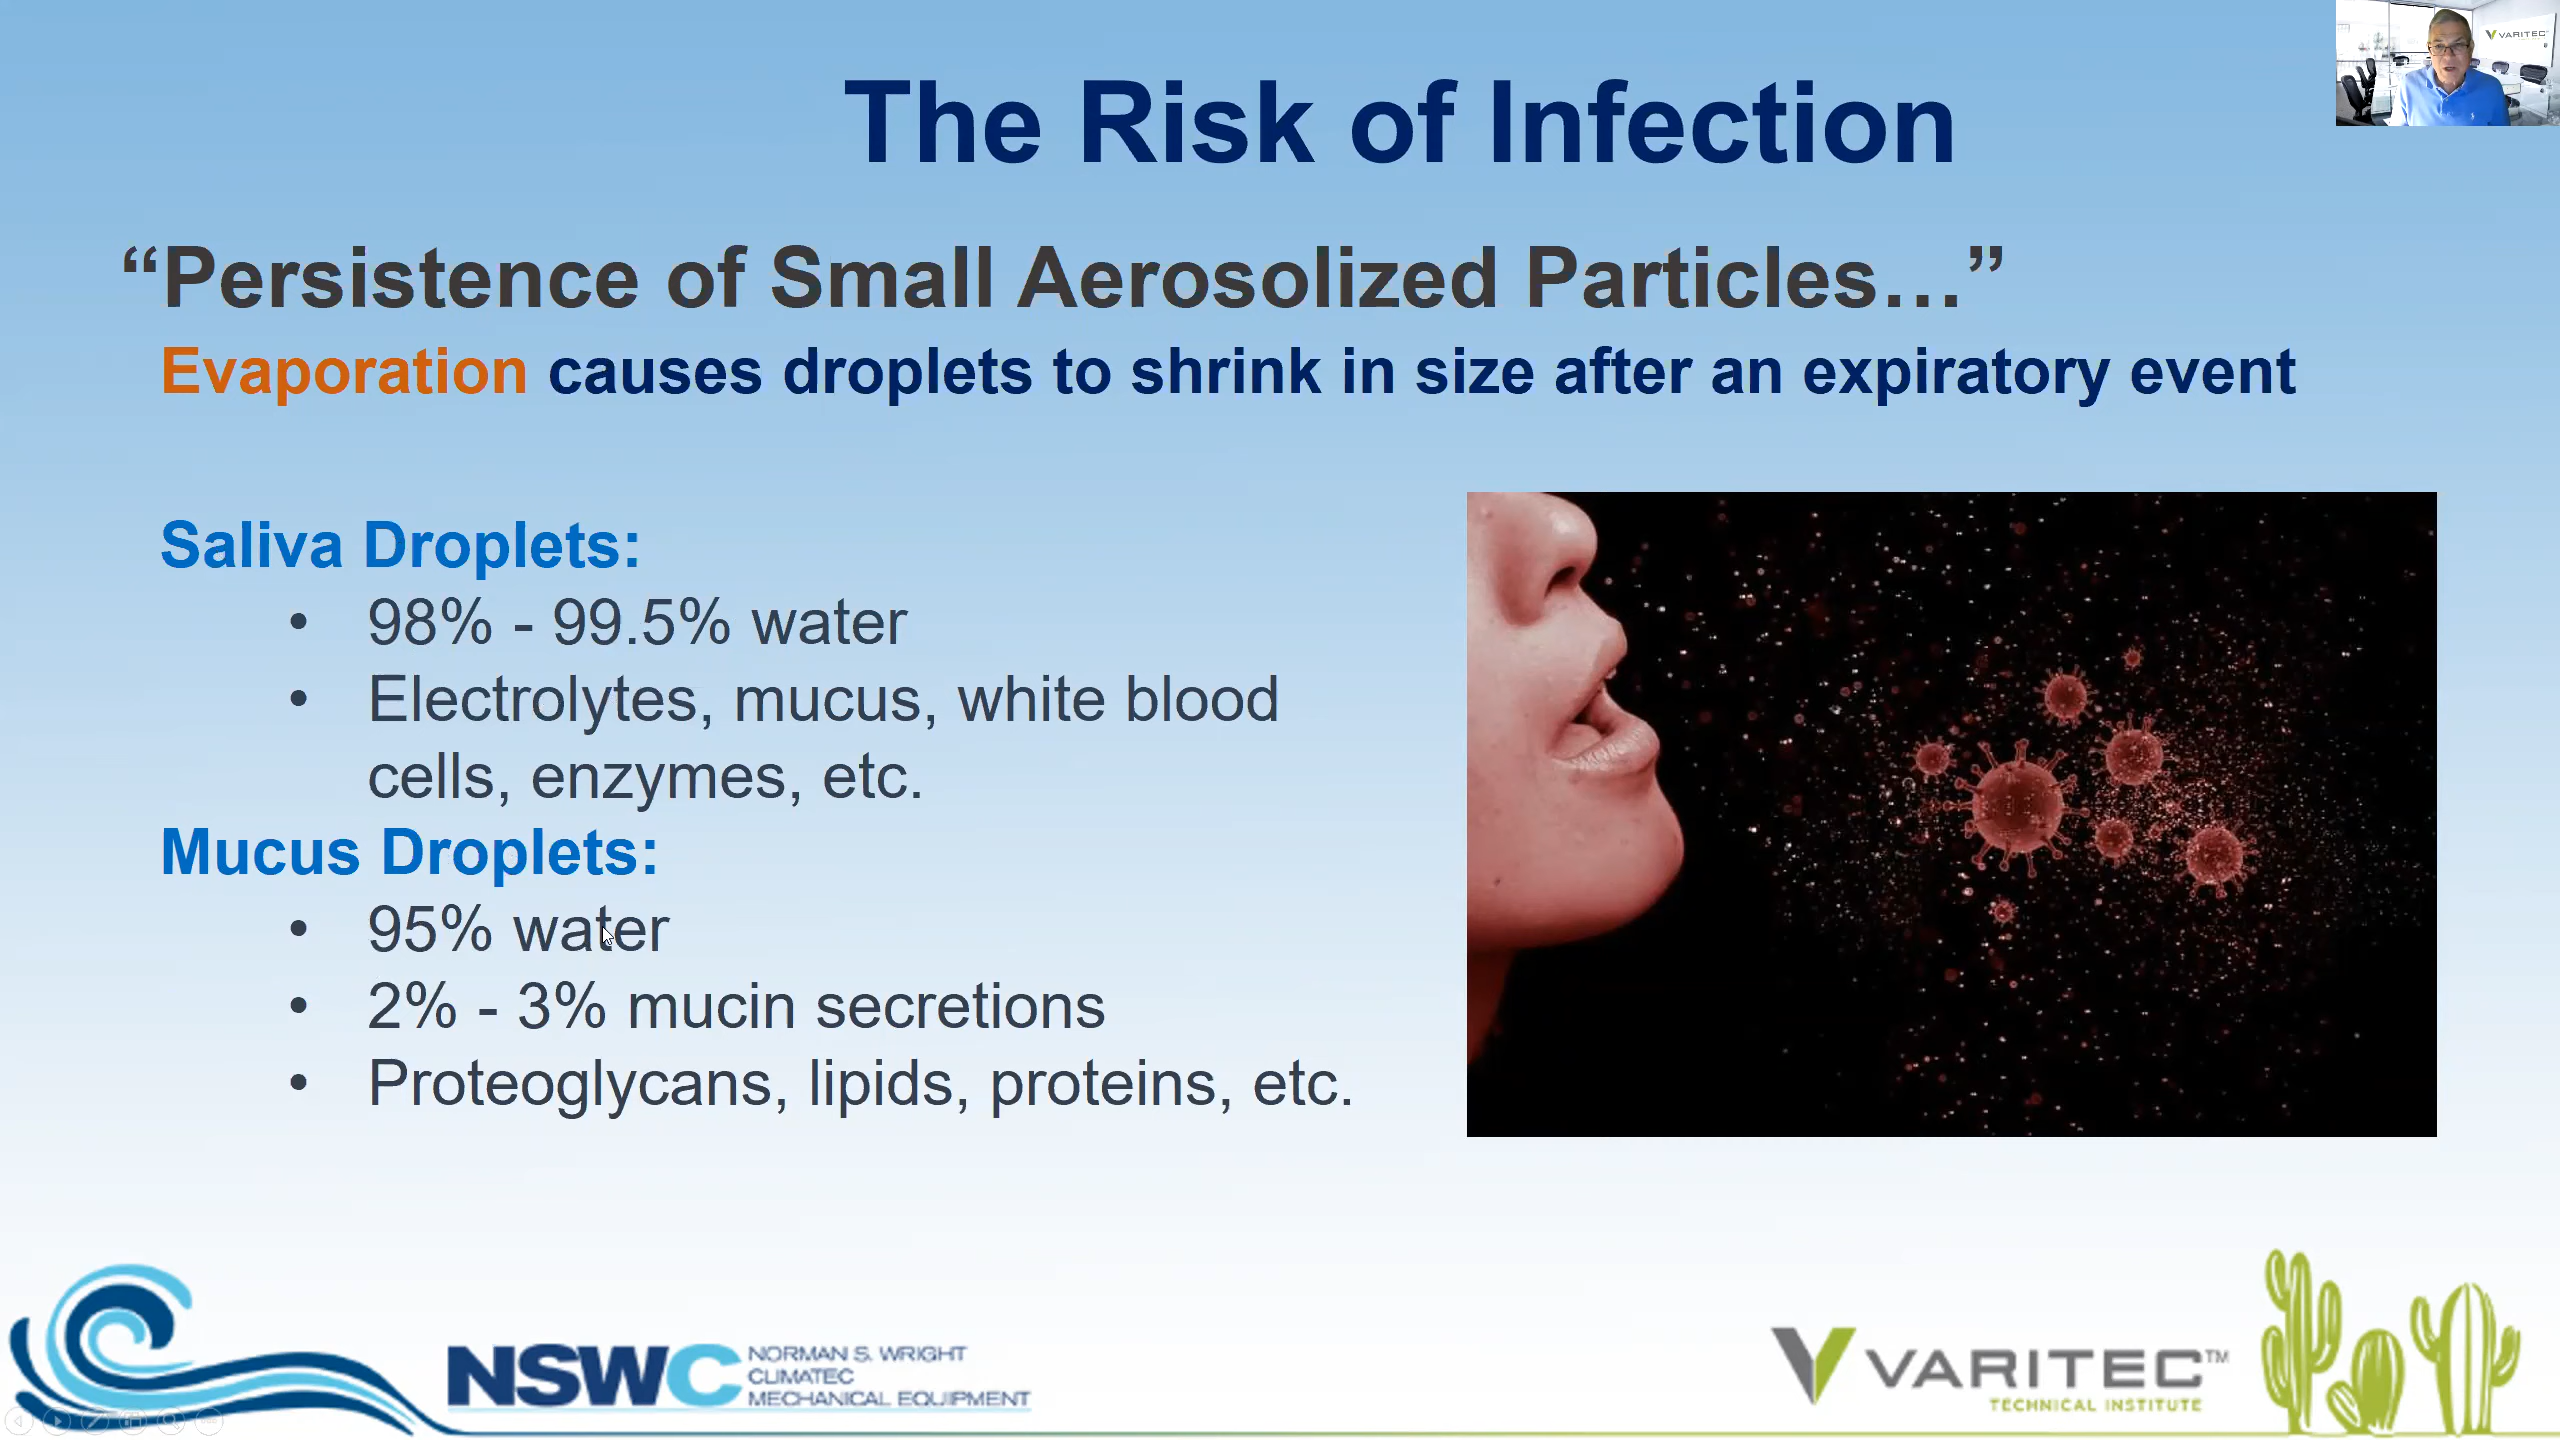 VARITEC
The Risk of Infection
“Persistence of Small Aerosolized Particles…”
Evaporation causes droplets to shrink in size after an expiratory event
Saliva Droplets:
• 98% - 99.5% water
• Electrolytes, mucus, white blood
cells, enzymes, etc.
Mucus Droplets:
• 95% water
• 2% - 3% mucin secretions
• Proteoglycans, lipids, proteins, etc.
NSWC
NORMAN S. WRIGHT
CLIMATEC
MECHANICAL EQUIPMENT
VARITEC™
TECHNICAL INSTITUTE